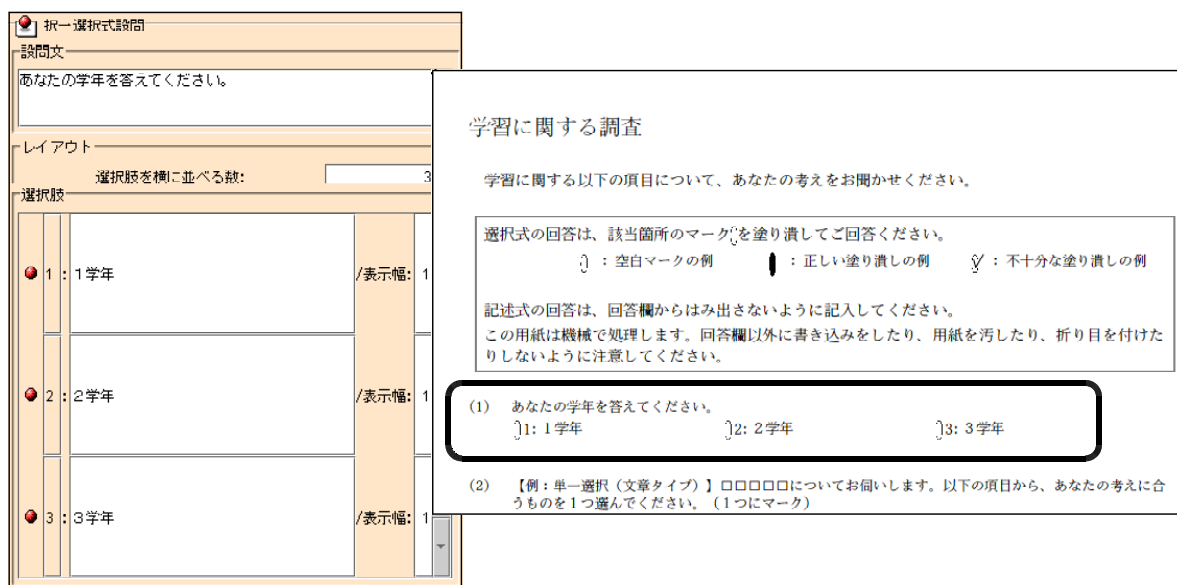 択一選択式設問
設問文
あなたの学年を答えてください。
レイアウト
選択肢を横に並べる数: 3
選択肢
1 : 1学年 /表示幅: 1
2 : 2学年 /表示幅: 1
3 : 3学年 /表示幅: 1
学習に関する調査
学習に関する以下の項目について、あなたの考えをお聞かせください。
選択式の回答は、該当箇所のマークを塗り潰してご回答ください。
：空白マークの例 ：正しい塗り潰しの例 ：不十分な塗り潰しの例
記述式の回答は、回答欄からはみ出さないように記入してください。
この用紙は機械で処理します。回答欄以外に書き込みをしたり、用紙を汚したり、折り目を付けた
りしないように注意してください。
(1) あなたの学年を答えてください。
1: 1学年 2: 2学年 3: 3学年
(2) 【例：単一選択（文章タイプ）】□□□□□についてお伺いします。以下の項目から、あなたの考えに合
うものを1つ選んでください。（1つにマーク）